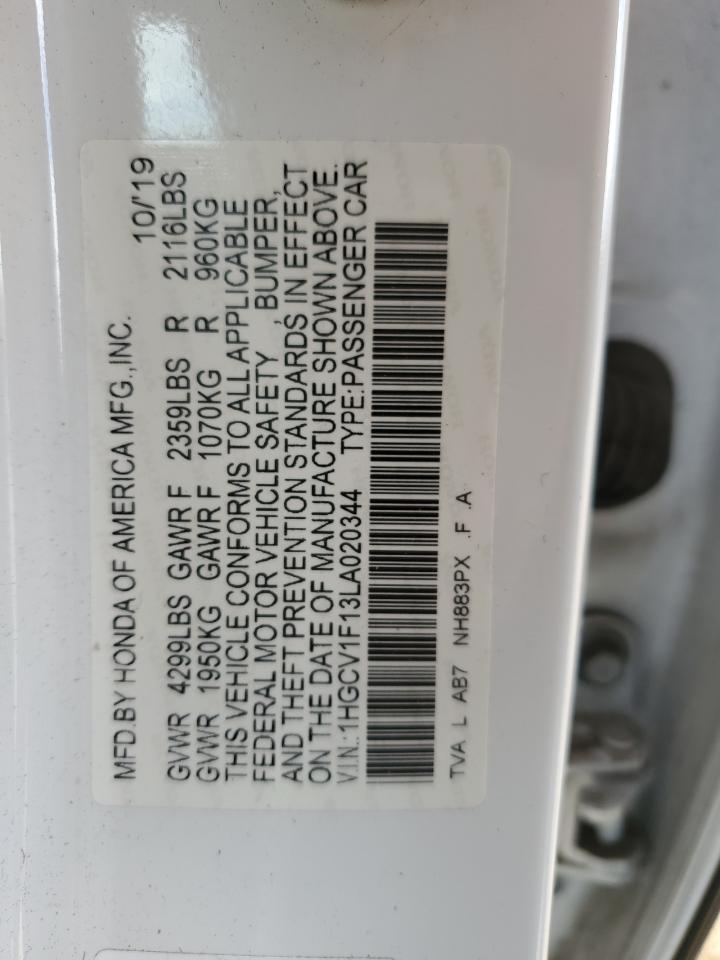 MFD.BY HONDA OF AMERICA MFG.,INC. 10/'19
GVWR 4299LBS GAWR F 2359LBS R 2116LBS
GVWR 1950KG GAWR F 1070KG R 960KG
THIS VEHICLE CONFORMS TO ALL APPLICABLE
FEDERAL MOTOR VEHICLE SAFETY , BUMPER,
AND THEFT PREVENTION STANDARDS IN EFFECT
ON THE DATE OF MANUFACTURE SHOWN ABOVE.
V.I.N.:1HGCV1F13LA020344 TYPE:PASSENGER CAR
TVA L AB7 NH883PX .F .A